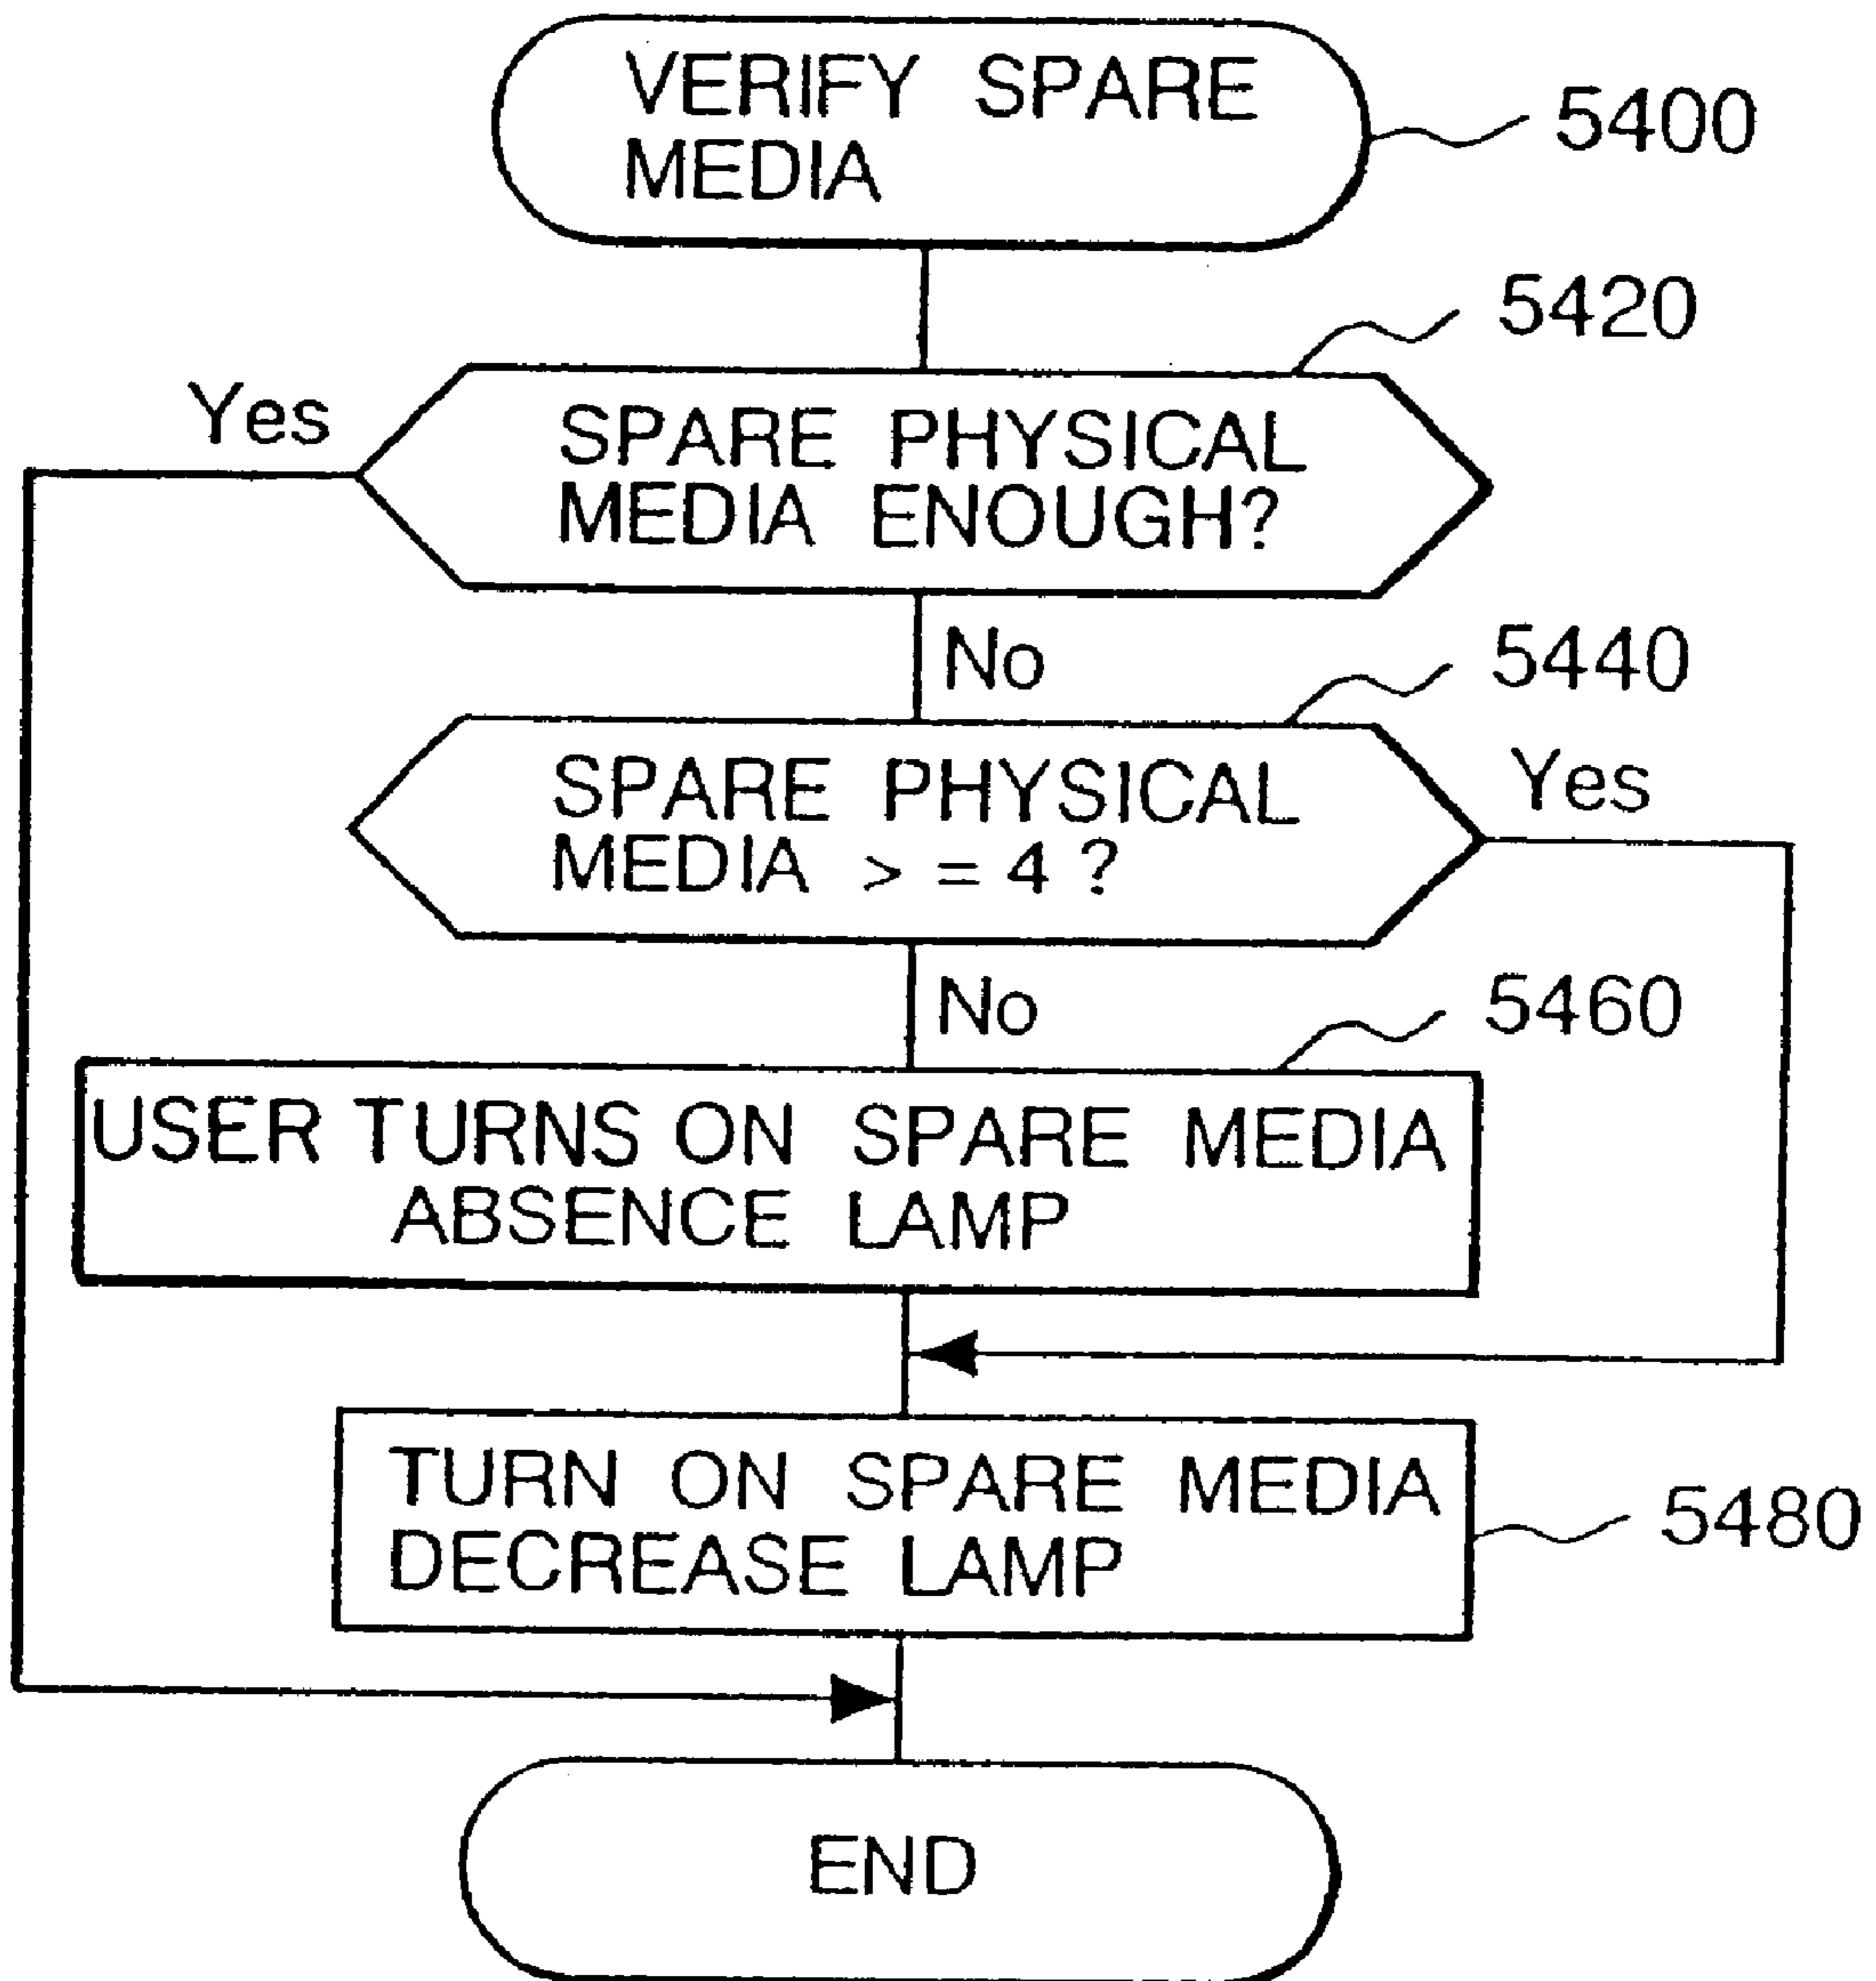 VERIFY SPARE
MEDIA
5400
5420
Yes
SPARE PHYSICAL
MEDIA ENOUGH?
No
5440
SPARE PHYSICAL
MEDIA >= 4 ?
Yes
No
5460
USER TURNS ON SPARE MEDIA
ABSENCE LAMP
TURN ON SPARE MEDIA
DECREASE LAMP
5480
END